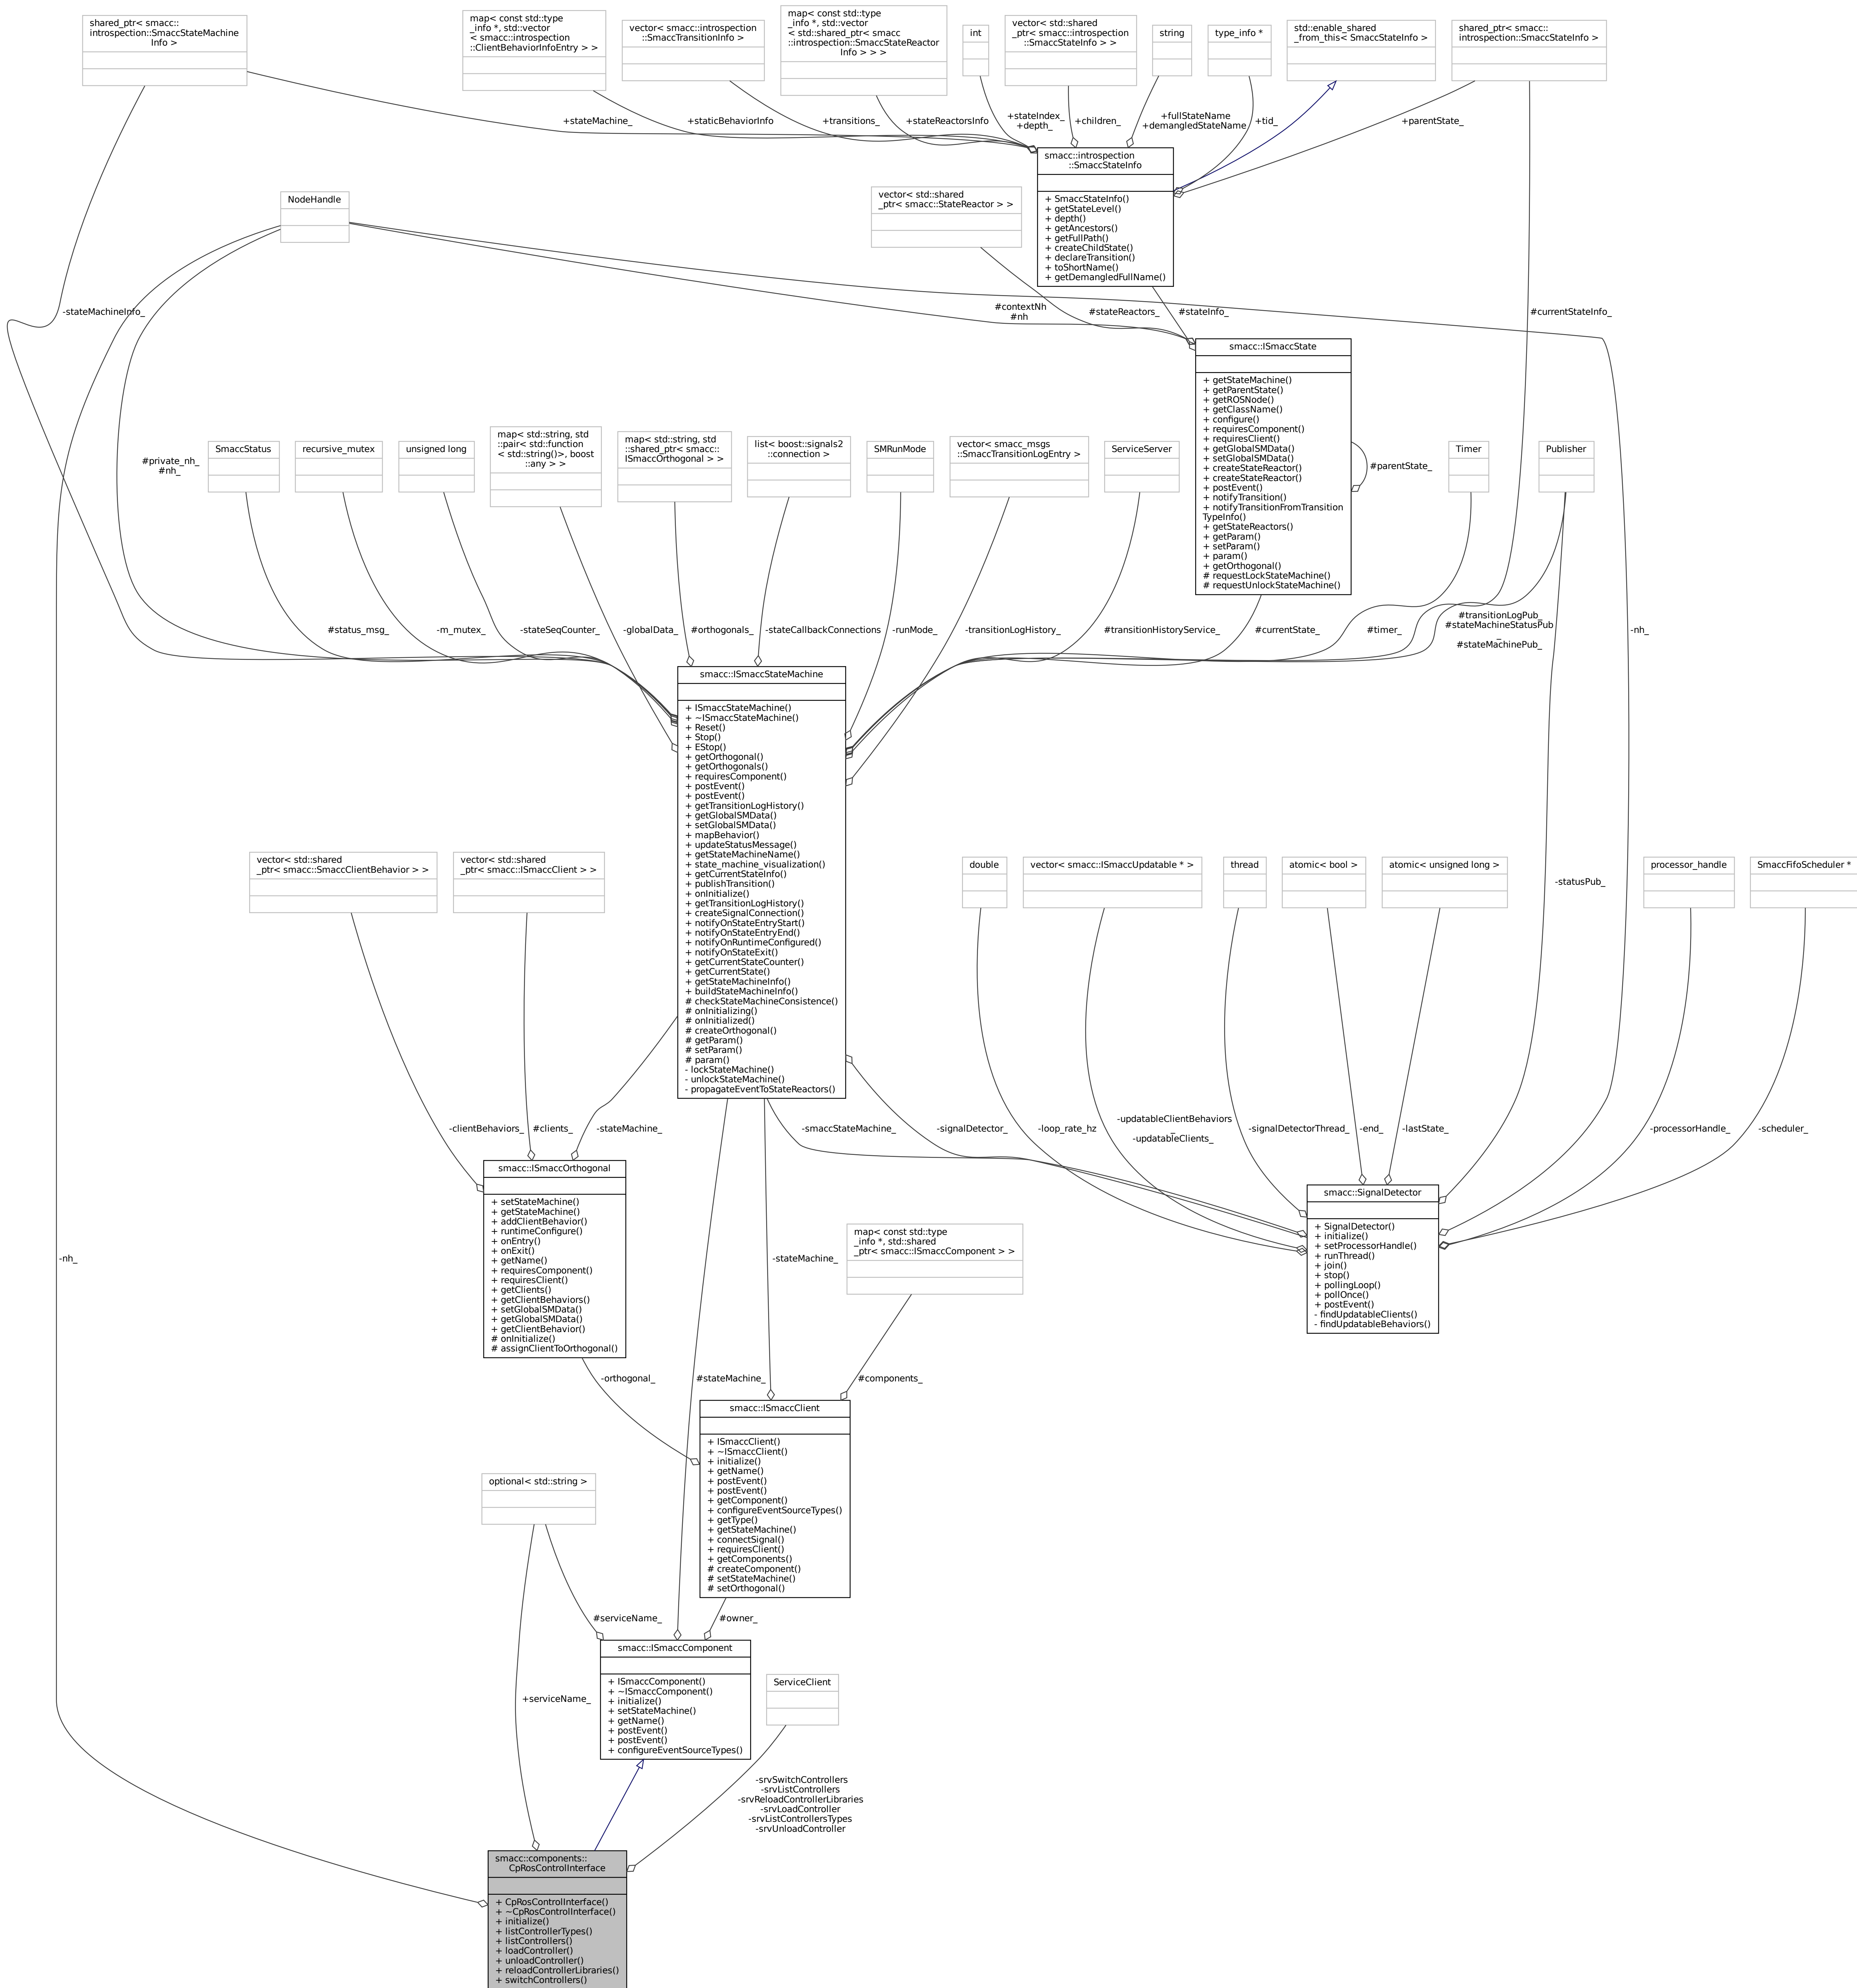 shared_ptr< smacc::
introspection::SmaccStateMachine
Info >
map< const std::type
_info *, std::vector
< smacc::introspection
::ClientBehaviorInfoEntry > >
vector< smacc::introspection
::SmaccTransitionInfo >
map< const std::type
_info *, std::vector
< std::shared_ptr< smacc
::introspection::SmaccStateReactor
Info > > >
int
vector< std::shared
_ptr< smacc::introspection
::SmaccStateInfo > >
string
type_info *
std::enable_shared
_from_this< SmaccStateInfo >
shared_ptr< smacc::
introspection::SmaccStateInfo >
+stateMachine_
+staticBehaviorInfo
+transitions_
+stateReactorsInfo
+stateIndex_
+depth_
+children_
+fullStateName
+demangledStateName
+tid_
+parentState_
smacc::introspection
::SmaccStateInfo
+ SmaccStateInfo()
+ getStateLevel()
+ depth()
+ getAncestors()
+ getFullPath()
+ createChildState()
+ declareTransition()
+ toShortName()
+ getDemangledFullName()
NodeHandle
vector< std::shared
_ptr< smacc::StateReactor > >
-stateMachineInfo_
#contextNh
#nh
#stateReactors_
#stateInfo_
#currentStateInfo_
smacc::ISmaccState
+ getStateMachine()
+ getParentState()
+ getROSNode()
+ getClassName()
+ configure()
+ requiresComponent()
+ requiresClient()
+ getGlobalSMData()
+ setGlobalSMData()
+ createStateReactor()
+ createStateReactor()
+ postEvent()
+ notifyTransition()
+ notifyTransitionFromTransition
TypeInfo()
+ getStateReactors()
+ getParam()
+ setParam()
+ param()
+ getOrthogonal()
# requestLockStateMachine()
# requestUnlockStateMachine()
#parentState_
#private_nh_
#nh_
SmaccStatus
recursive_mutex
unsigned long
map< std::string, std
::pair< std::function
< std::string()>, boost
::any > >
map< std::string, std
::shared_ptr< smacc::
ISmaccOrthogonal > >
list< boost::signals2
::connection >
SMRunMode
vector< smacc_msgs
::SmaccTransitionLogEntry >
ServiceServer
Timer
Publisher
#status_msg_
-m_mutex_
-stateSeqCounter_
-globalData_
#orthogonals_
-stateCallbackConnections
-runMode_
-transitionLogHistory_
#transitionHistoryService_
#currentState_
#timer_
#transitionLogPub_
#stateMachineStatusPub
_
#stateMachinePub_
-nh_
smacc::ISmaccStateMachine
+ ISmaccStateMachine()
+ ~ISmaccStateMachine()
+ Reset()
+ Stop()
+ EStop()
+ getOrthogonal()
+ getOrthogonals()
+ requiresComponent()
+ postEvent()
+ postEvent()
+ getTransitionLogHistory()
+ getGlobalSMData()
+ setGlobalSMData()
+ mapBehavior()
+ updateStatusMessage()
+ getStateMachineName()
+ state_machine_visualization()
+ getCurrentStateInfo()
+ publishTransition()
+ onInitialize()
+ getTransitionLogHistory()
+ createSignalConnection()
+ notifyOnStateEntryStart()
+ notifyOnStateEntryEnd()
+ notifyOnRuntimeConfigured()
+ notifyOnStateExit()
+ getCurrentStateCounter()
+ getCurrentState()
+ getStateMachineInfo()
+ buildStateMachineInfo()
# checkStateMachineConsistence()
# onInitializing()
# onInitialized()
# createOrthogonal()
# getParam()
# setParam()
# param()
- lockStateMachine()
- unlockStateMachine()
- propagateEventToStateReactors()
vector< std::shared
_ptr< smacc::SmaccClientBehavior > >
vector< std::shared
_ptr< smacc::ISmaccClient > >
double
vector< smacc::ISmaccUpdatable * >
thread
atomic< bool >
atomic< unsigned long >
-statusPub_
processor_handle
SmaccFifoScheduler *
-clientBehaviors_
#clients_
-stateMachine_
-smaccStateMachine_
-signalDetector_
-loop_rate_hz
-updatableClientBehaviors
_
-updatableClients_
-signalDetectorThread_
-end_
-lastState_
-processorHandle_
-scheduler_
smacc::ISmaccOrthogonal
+ setStateMachine()
+ getStateMachine()
+ addClientBehavior()
+ runtimeConfigure()
+ onEntry()
+ onExit()
+ getName()
+ requiresComponent()
+ requiresClient()
+ getClients()
+ getClientBehaviors()
+ setGlobalSMData()
+ getGlobalSMData()
+ getClientBehavior()
# onInitialize()
# assignClientToOrthogonal()
smacc::SignalDetector
+ SignalDetector()
+ initialize()
+ setProcessorHandle()
+ runThread()
+ join()
+ stop()
+ pollingLoop()
+ pollOnce()
+ postEvent()
- findUpdatableClients()
- findUpdatableBehaviors()
-nh_
-stateMachine_
map< const std::type
_info *, std::shared
_ptr< smacc::ISmaccComponent > >
-orthogonal_
#stateMachine_
#components_
smacc::ISmaccClient
+ ISmaccClient()
+ ~ISmaccClient()
+ initialize()
+ getName()
+ postEvent()
+ postEvent()
+ getComponent()
+ configureEventSourceTypes()
+ getType()
+ getStateMachine()
+ connectSignal()
+ requiresClient()
+ getComponents()
# createComponent()
# setStateMachine()
# setOrthogonal()
optional< std::string >
#serviceName_
#owner_
smacc::ISmaccComponent
+ ISmaccComponent()
+ ~ISmaccComponent()
+ initialize()
+ setStateMachine()
+ getName()
+ postEvent()
+ postEvent()
+ configureEventSourceTypes()
+serviceName_
ServiceClient
-srvSwitchControllers
-srvListControllers
-srvReloadControllerLibraries
-srvLoadController
-srvListControllersTypes
-srvUnloadController
smacc::components::
CpRosControlInterface
+ CpRosControlInterface()
+ ~CpRosControlInterface()
+ initialize()
+ listControllerTypes()
+ listControllers()
+ loadController()
+ unloadController()
+ reloadControllerLibraries()
+ switchControllers()